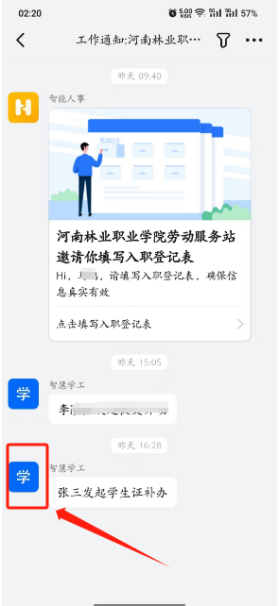 02:20
5.00 KB/S 57%
工作通知:河南林业职···
昨天 09:40
智能人事
河南林业职业学院劳动服务站
邀请你填写入职登记表
Hi, 请填写入职登记表，确保信
息真实有效
点击填写入职登记表
昨天 15:05
学
智慧学工
李
昨天 16:28
学
智慧学工
张三发起学生证补办